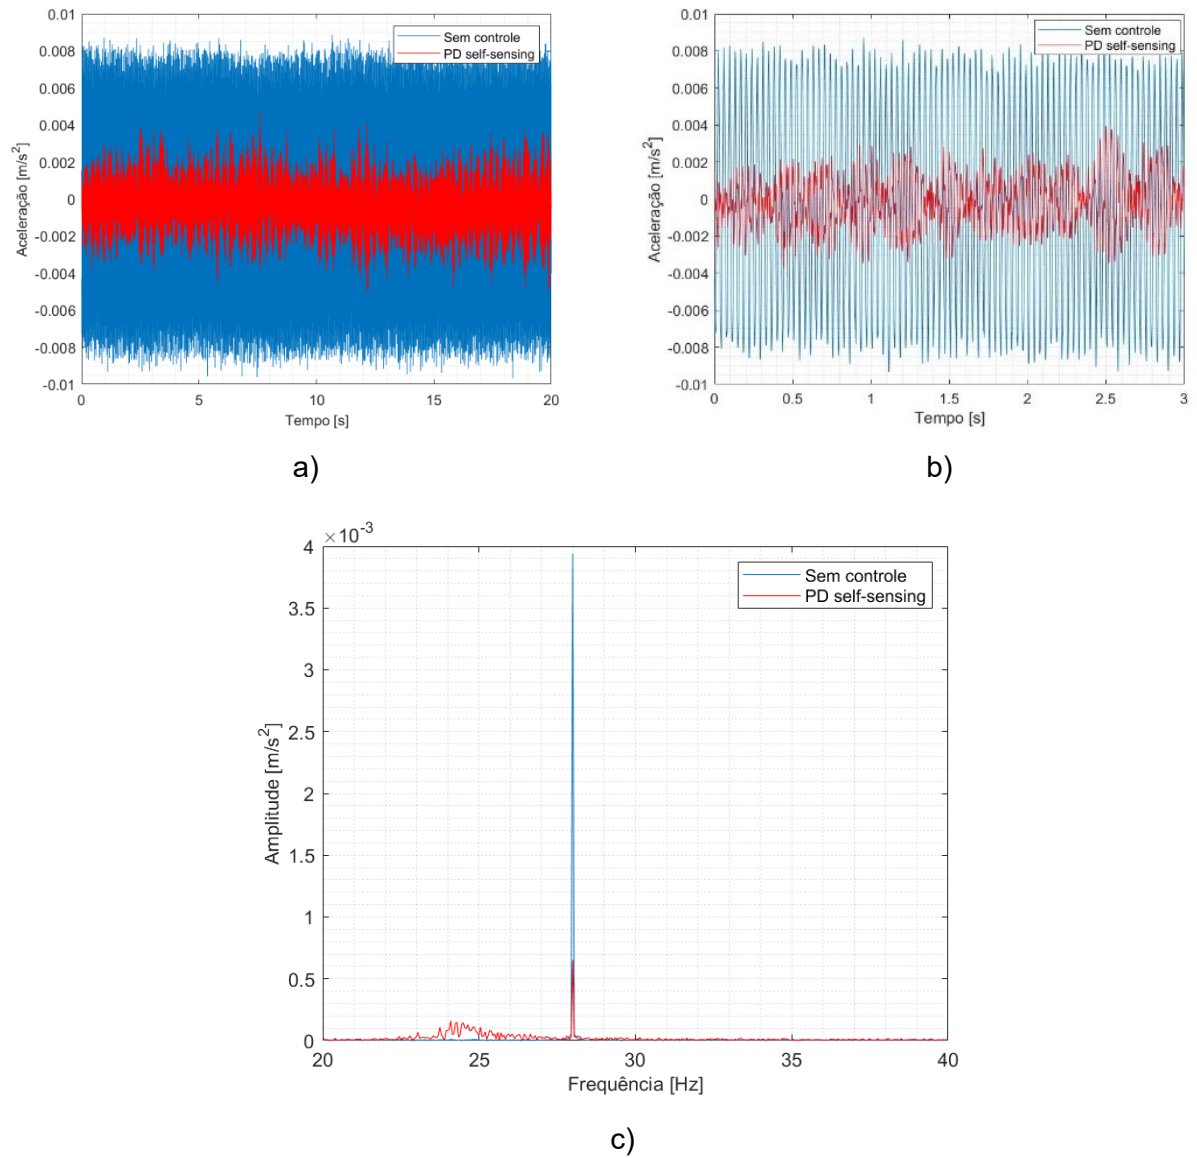 0.01
0.008
0.006
0.004
0.002
0
-0.002
-0.004
-0.006
-0.008
-0.01
Aceleração [m/s²]
0 5 10 15 20
Tempo [s]
Sem controle
PD self-sensing
a)
0.01
0.008
0.006
0.004
0.002
0
-0.002
-0.004
-0.006
-0.008
-0.01
Aceleração [m/s²]
0 0.5 1 1.5 2 2.5 3
Tempo [s]
Sem controle
PD self-sensing
b)
×10⁻³
4
3.5
3
2.5
2
1.5
1
0.5
0
Amplitude [m/s²]
20 25 30 35 40
Frequência [Hz]
Sem controle
PD self-sensing
c)